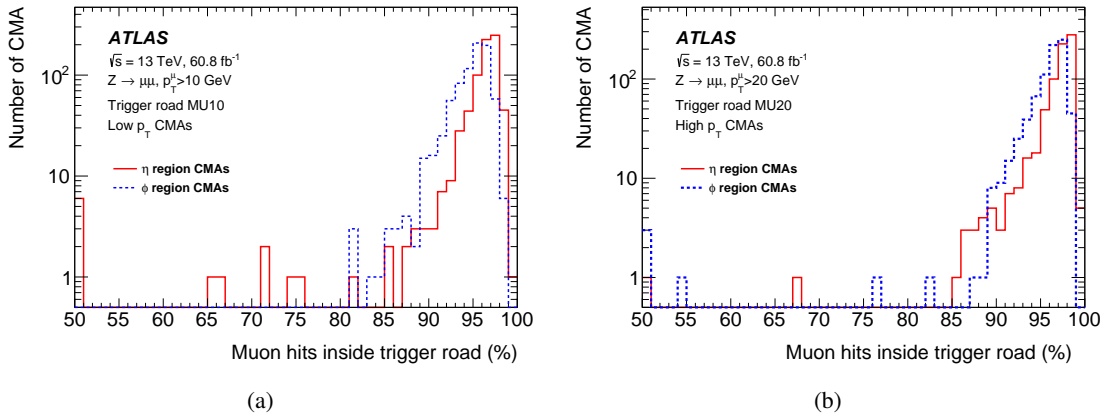 ATLAS
√s = 13 TeV, 60.8 fb⁻¹
Z → μμ, p_T^μ>10 GeV
Trigger road MU10
Low p_T CMAs
η region CMAs
φ region CMAs
Number of CMA
10²
10
1
50 55 60 65 70 75 80 85 90 95 100
Muon hits inside trigger road (%)
(a)
ATLAS
√s = 13 TeV, 60.8 fb⁻¹
Z → μμ, p_T^μ>20 GeV
Trigger road MU20
High p_T CMAs
η region CMAs
φ region CMAs
Number of CMA
10²
10
1
50 55 60 65 70 75 80 85 90 95 100
Muon hits inside trigger road (%)
(b)